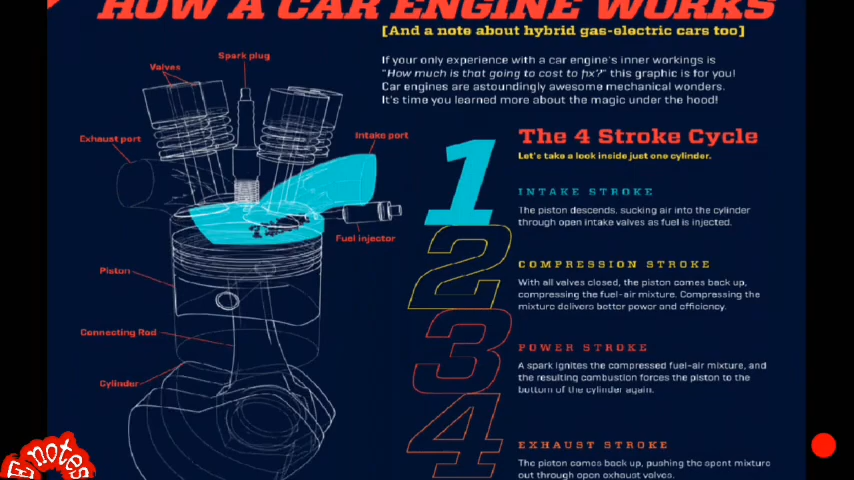 HOW A CAR ENGINE WORKS
[And a note about hybrid gas-electric cars too]
If your only experience with a car engine's inner workings is
"How much is that going to cost to fix?" this graphic is for you!
Car engines are astoundingly awesome mechanical wonders.
It's time you learned more about the magic under the hood!
Spark plug
Valves
Exhaust port
Intake port
Fuel injector
Piston
Connecting Rod
Cylinder
The 4 Stroke Cycle
Let's take a look inside just one cylinder.
1
INTAKE STROKE
The piston descends, sucking air into the cylinder
through open intake valves as fuel is injected.
2
COMPRESSION STROKE
With all valves closed, the piston comes back up,
compressing the fuel-air mixture. Compressing the
mixture delivers better power and efficiency.
3
POWER STROKE
A spark ignites the compressed fuel-air mixture, and
the resulting combustion forces the piston to the
bottom of the cylinder again.
4
EXHAUST STROKE
The piston comes back up, pushing the spent mixture
out through open exhaust valves.
E notes